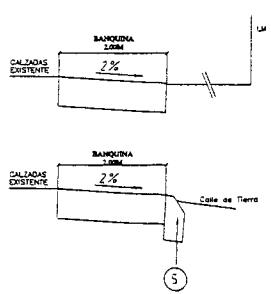 LM
BANQUINA
2.00M
2%
CALZADAS
EXISTENTE
BANQUINA
2.00M
2%
CALZADAS
EXISTENTE
Calle de Tierra
5